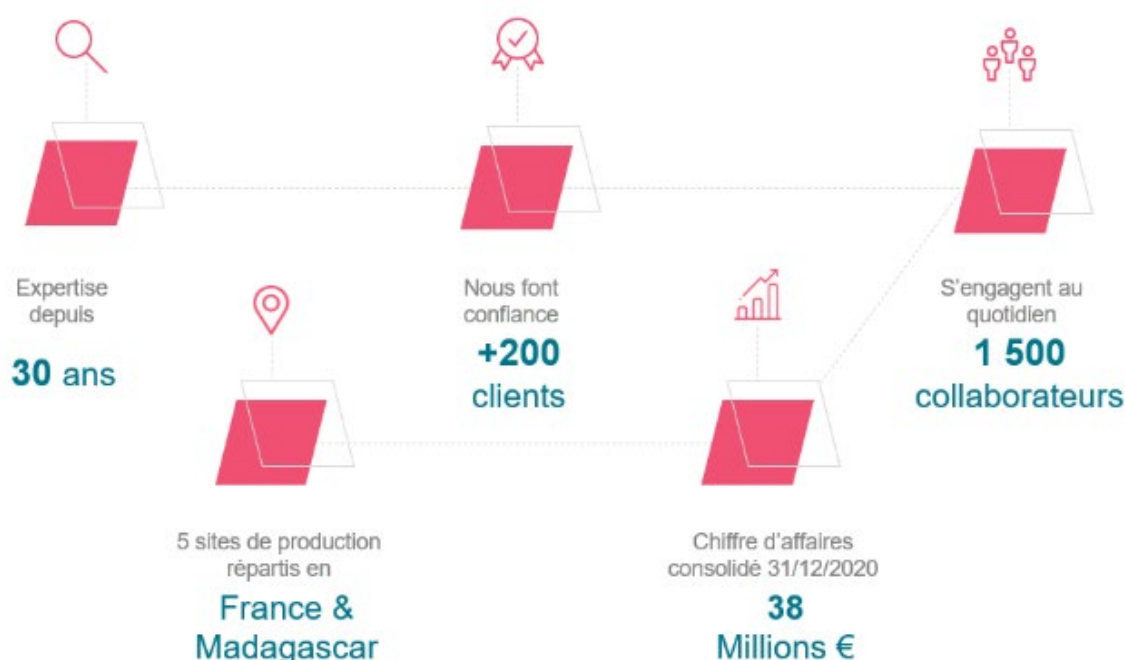 Expertise
depuis
30 ans
Nous font
confiance
+200
clients
S'engagent au
quotidien
1 500
collaborateurs
5 sites de production
répartis en
France &
Madagascar
Chiffre d'affaires
consolidé 31/12/2020
38
Millions €